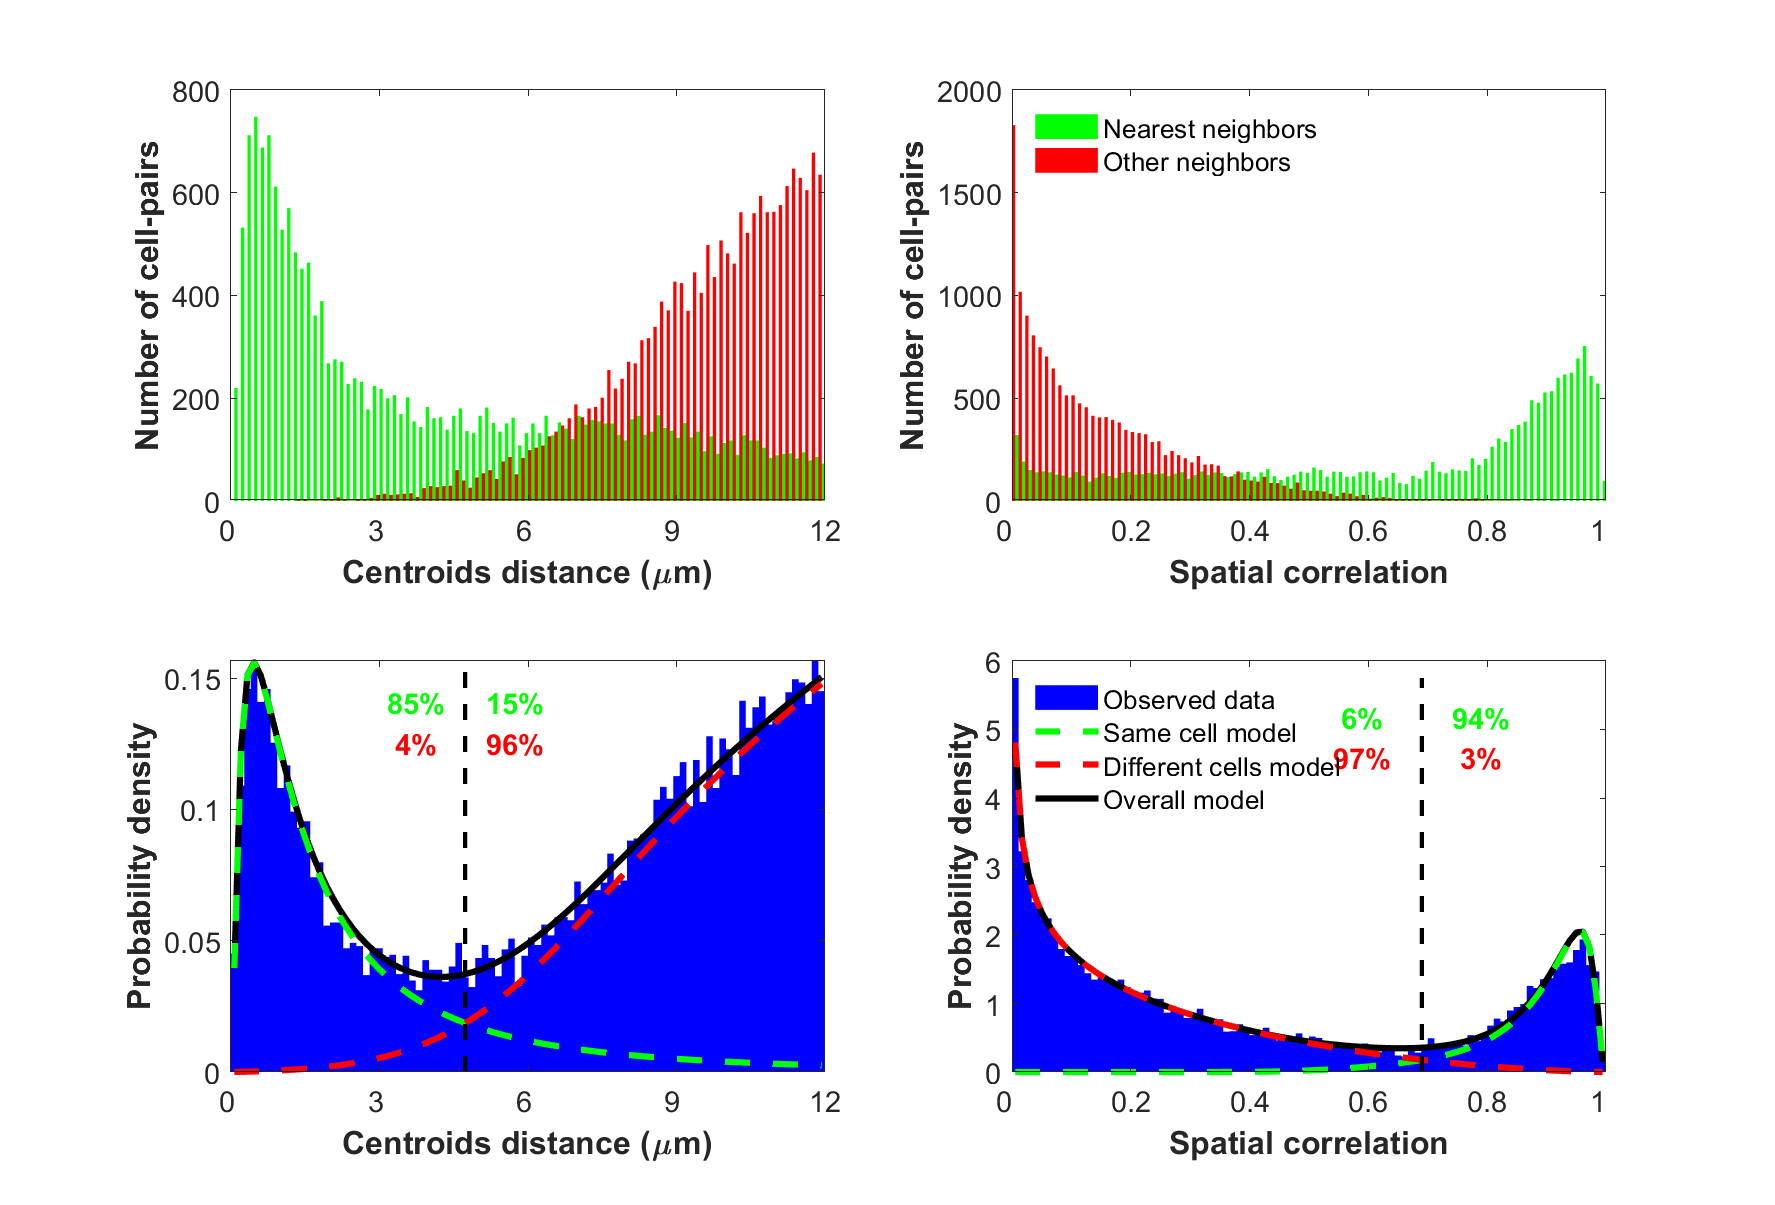 800
600
400
200
0
0 3 6 9 12
Number of cell-pairs
Centroids distance (μm)
2000
1500
1000
500
0
0 0.2 0.4 0.6 0.8 1
Number of cell-pairs
Spatial correlation
Nearest neighbors
Other neighbors
0.15
0.1
0.05
0
0 3 6 9 12
Probability density
Centroids distance (μm)
85% 15%
4% 96%
6
5
4
3
2
1
0
0 0.2 0.4 0.6 0.8 1
Probability density
Spatial correlation
Observed data
Same cell model
Different cells model
Overall model
6% 94%
97% 3%